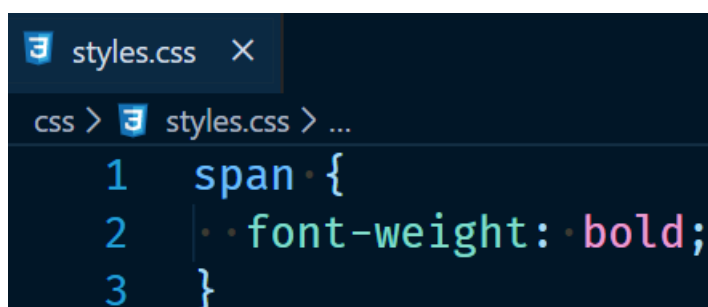 styles.css ×
css > styles.css > ...
1 span {
2   font-weight: bold;
3 }